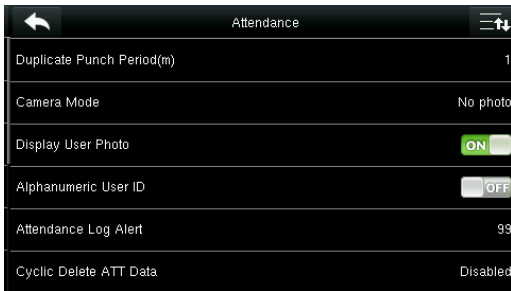 Attendance
Duplicate Punch Period(m) 1
Camera Mode No photo
Display User Photo ON
Alphanumeric User ID OFF
Attendance Log Alert 99
Cyclic Delete ATT Data Disabled